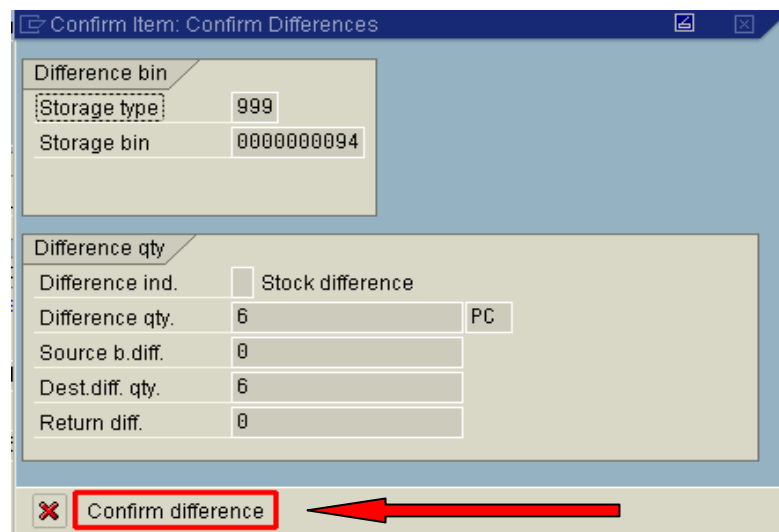 Confirm Item: Confirm Differences
Difference bin
Storage type 999
Storage bin 0000000094
Difference qty
Difference ind. Stock difference
Difference qty. 6 PC
Source b.diff. 0
Dest.diff. qty. 6
Return diff. 0
Confirm difference